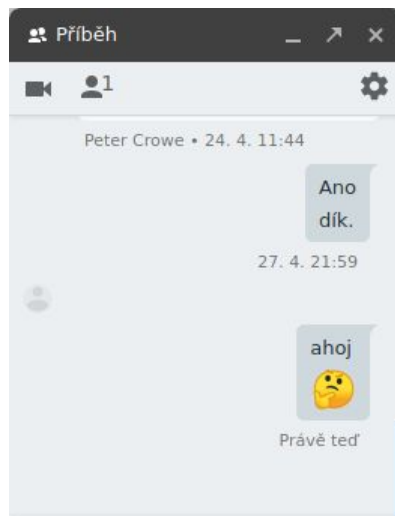 Příběh
1
Peter Crowe • 24. 4. 11:44
Ano
dík.
27. 4. 21:59
ahoj
🤔
Právě teď